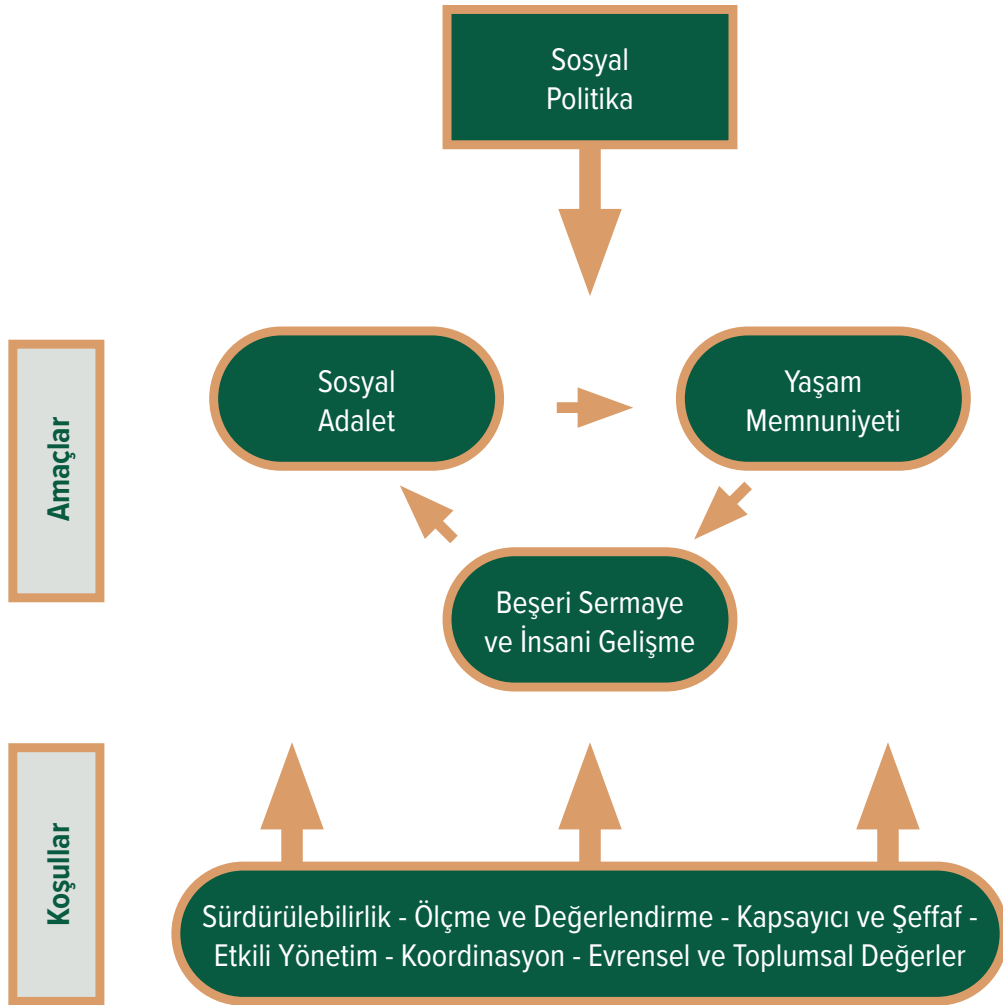 Sosyal
Politika
Amaçlar
Sosyal
Adalet
Yaşam
Memnuniyeti
Beşeri Sermaye
ve İnsani Gelişme
Koşullar
Sürdürülebilirlik - Ölçme ve Değerlendirme - Kapsayıcı ve Şeffaf -
Etkili Yönetim - Koordinasyon - Evrensel ve Toplumsal Değerler